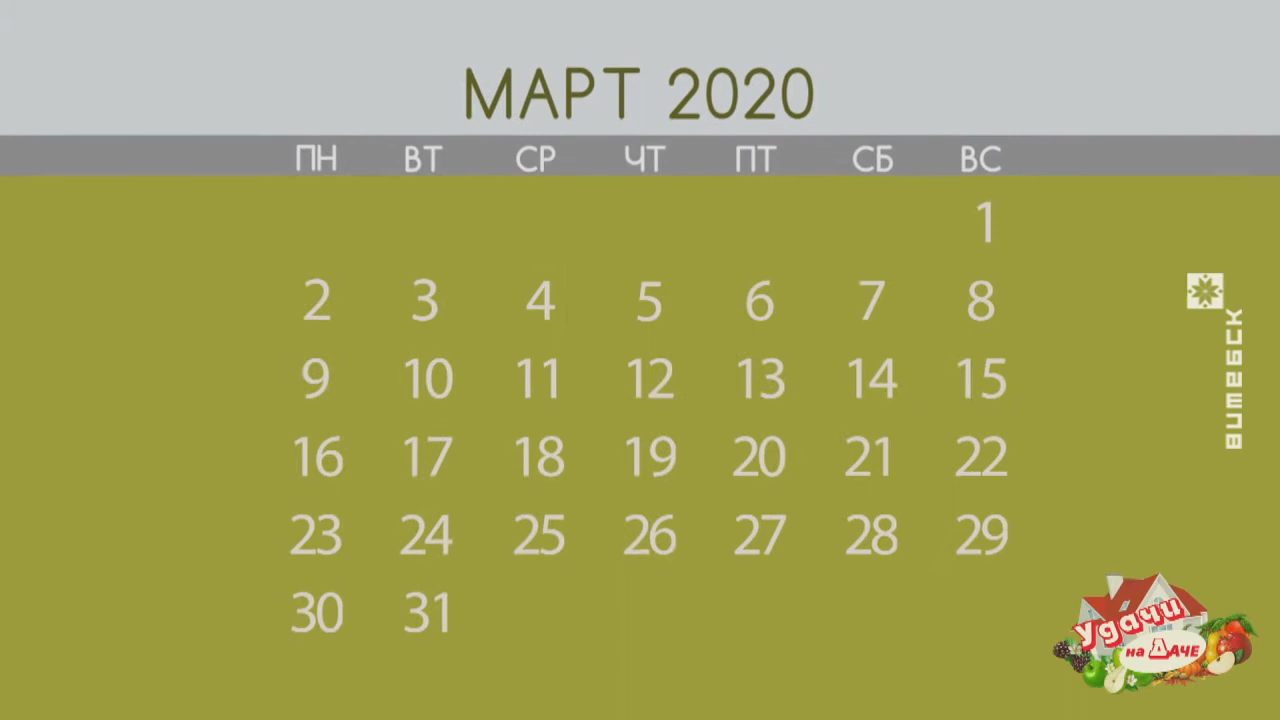 МАРТ 2020
ПН ВТ СР ЧТ ПТ СБ ВС
1
2 3 4 5 6 7 8
9 10 11 12 13 14 15
16 17 18 19 20 21 22
23 24 25 26 27 28 29
30 31
ВИТЕБСК
Удачи
на ДАЧЕ